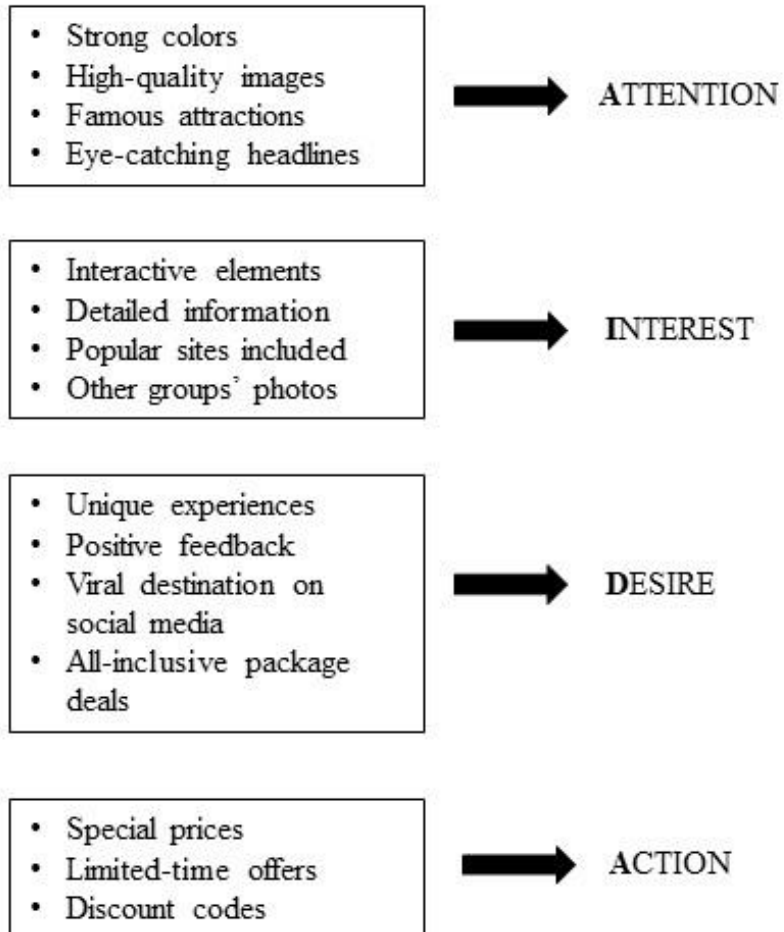 • Strong colors
• High-quality images
• Famous attractions
• Eye-catching headlines
ATTENTION
• Interactive elements
• Detailed information
• Popular sites included
• Other groups’ photos
INTEREST
• Unique experiences
• Positive feedback
• Viral destination on
social media
• All-inclusive package
deals
DESIRE
• Special prices
• Limited-time offers
• Discount codes
ACTION